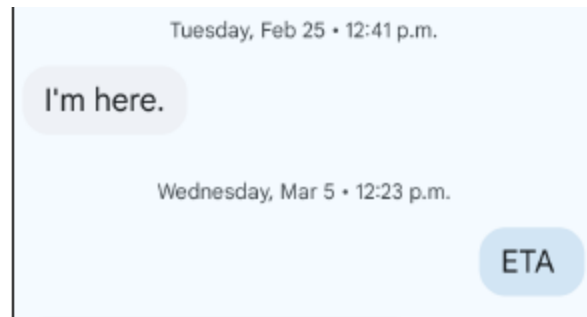 Tuesday, Feb 25 • 12:41 p.m.
I'm here.
Wednesday, Mar 5 • 12:23 p.m.
ETA